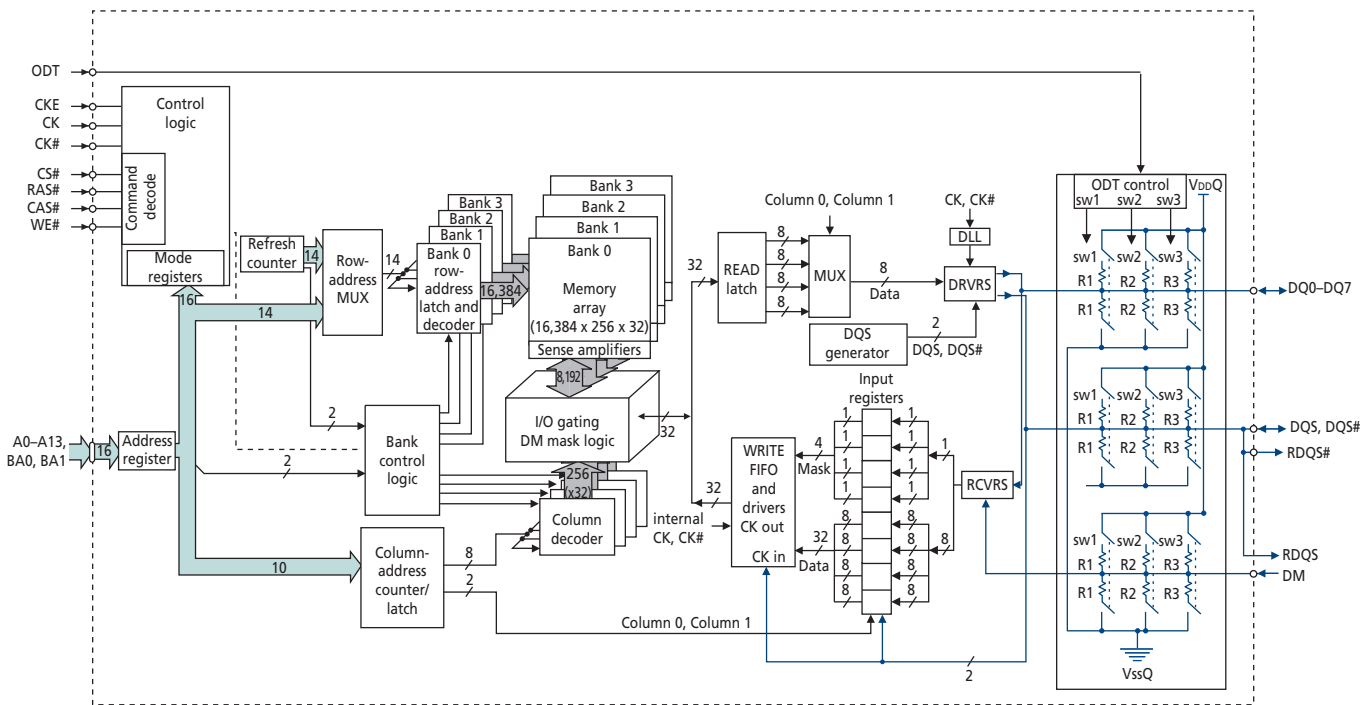 ODT
CKE
CK
CK#
CS#
RAS#
CAS#
WE#
Control
logic
Command
decode
Mode
registers
Refresh
counter
14
Row-
address
MUX
14
16
14
Bank 3
Bank 2
Bank 1
Bank 0
row-
address
latch and
decoder
16,384
Bank 3
Bank 2
Bank 1
Bank 0
Memory
array
(16,384 x 256 x 32)
Sense amplifiers
8,192
I/O gating
DM mask logic
32
256
(x32)
Column
decoder
A0–A13,
BA0, BA1
16
Address
register
2
2
Bank
control
logic
10
Column-
address
counter/
latch
8
2
Column 0, Column 1
32
READ
latch
8
8
8
8
Column 0, Column 1
MUX
8
Data
CK, CK#
DLL
DRVRS
DQS
generator
2
DQS, DQS#
Input
registers
32
internal
CK, CK#
WRITE
FIFO
and
drivers
CK out
CK in
4
Mask
32
Data
1
1
1
1
8
8
8
8
1
1
1
1
8
8
8
8
1
8
RCVRS
2
ODT control
sw1
sw2
sw3
VDDQ
sw1
sw2
sw3
R1
R2
R3
R1
R2
R3
sw1
sw2
sw3
R1
R2
R3
R1
R2
R3
sw1
sw2
sw3
R1
R2
R3
R1
R2
R3
VssQ
DQ0–DQ7
DQS, DQS#
RDQS#
RDQS
DM